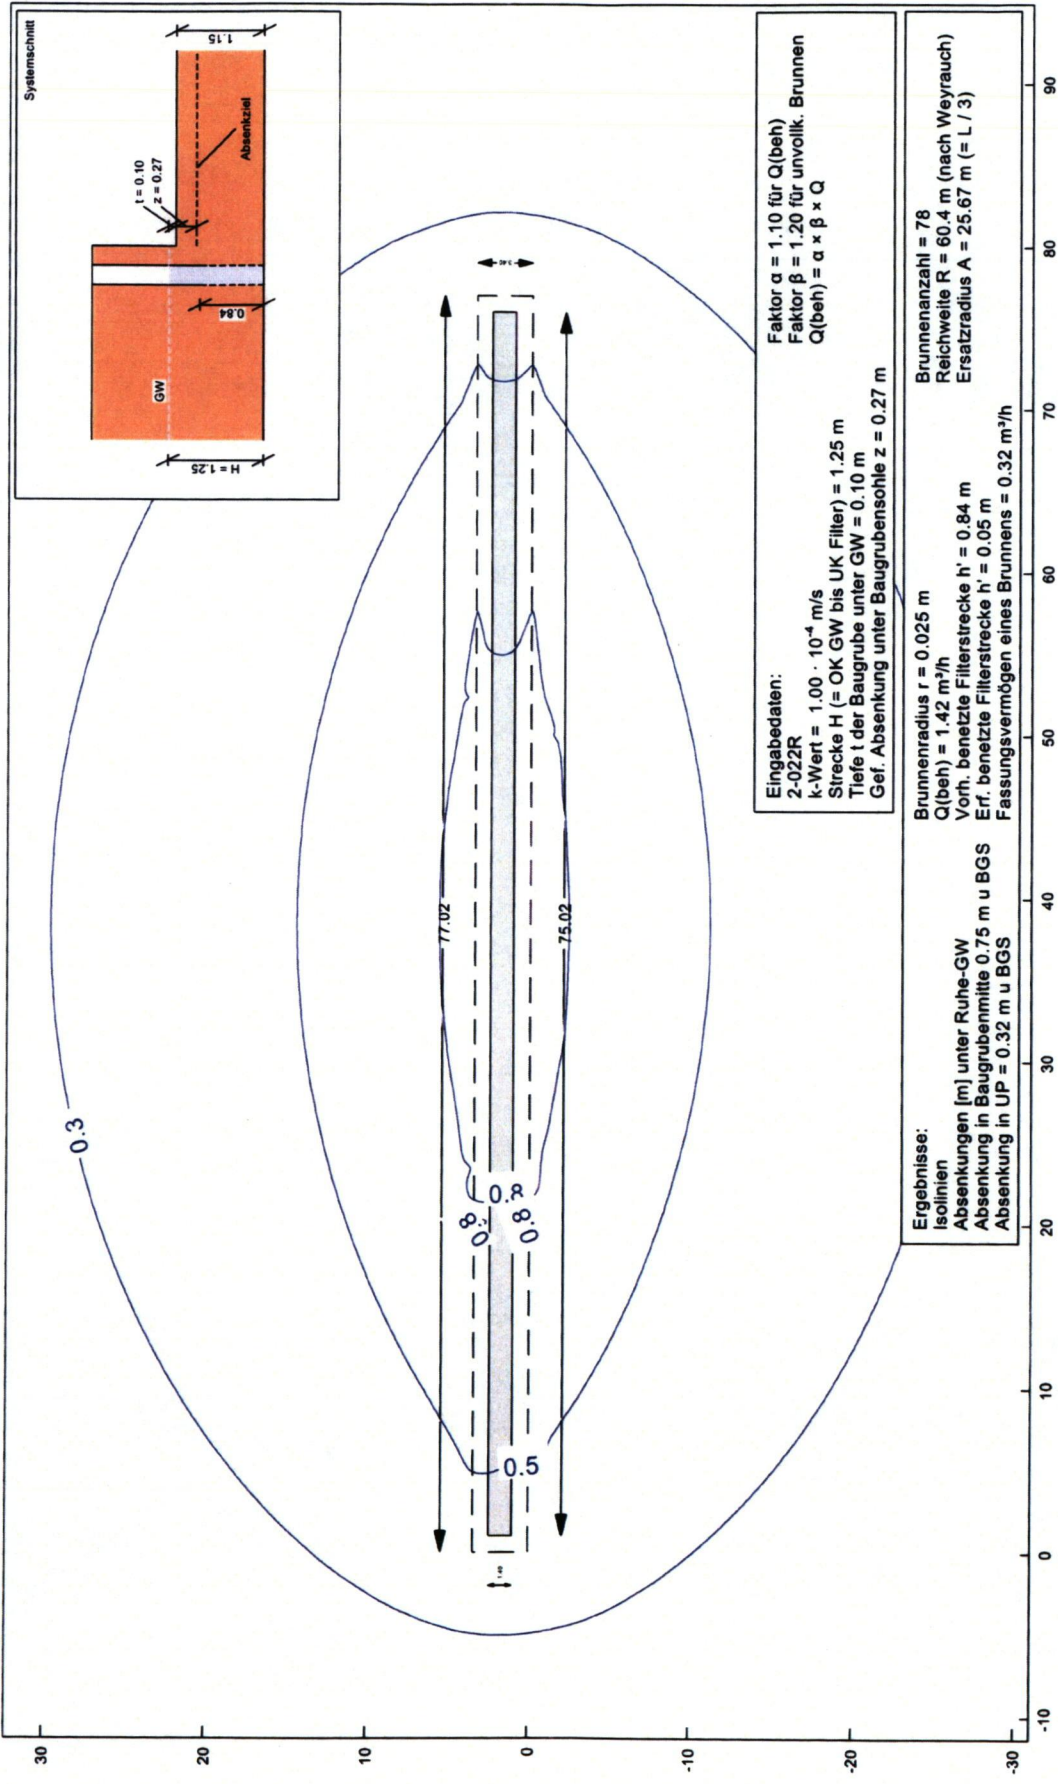 Systemschnitt
1.15
t = 0.10
z = 0.27
Absenkziel
0.84
GW
H = 1.25
0.3
77.02
3.40
75.02
0.8
0.8
0.8
0.5
1.40
Eingabedaten:
2-022R
k-Wert = 1.00 · 10⁻⁴ m/s
Strecke H (= OK GW bis UK Filter) = 1.25 m
Tiefe t der Baugrube unter GW = 0.10 m
Gef. Absenkung unter Baugrubensohle z = 0.27 m
Faktor α = 1.10 für Q(beh)
Faktor β = 1.20 für unvollk. Brunnen
Q(beh) = α × β × Q
Ergebnisse:
Isolinien
Absenkungen [m] unter Ruhe-GW
Absenkung in Baugrubenmitte 0.75 m u BGS
Absenkung in UP = 0.32 m u BGS
Brunnenradius r = 0.025 m
Q(beh) = 1.42 m³/h
Vorh. benetzte Filterstrecke h' = 0.84 m
Erf. benetzte Filterstrecke h' = 0.05 m
Fassungsvermögen eines Brunnens = 0.32 m³/h
Brunnenanzahl = 78
Reichweite R = 60.4 m (nach Weyrauch)
Ersatzradius A = 25.67 m (= L / 3)
30
20
10
0
-10
-20
-30
-10
0
10
20
30
40
50
60
70
80
90